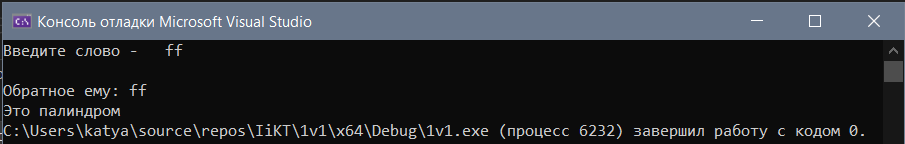 Консоль отладки Microsoft Visual Studio
Введите слово -   ff
Обратное ему: ff
Это палиндром
C:\Users\katya\source\repos\IiKT\1v1\x64\Debug\1v1.exe (процесс 6232) завершил работу с кодом 0.